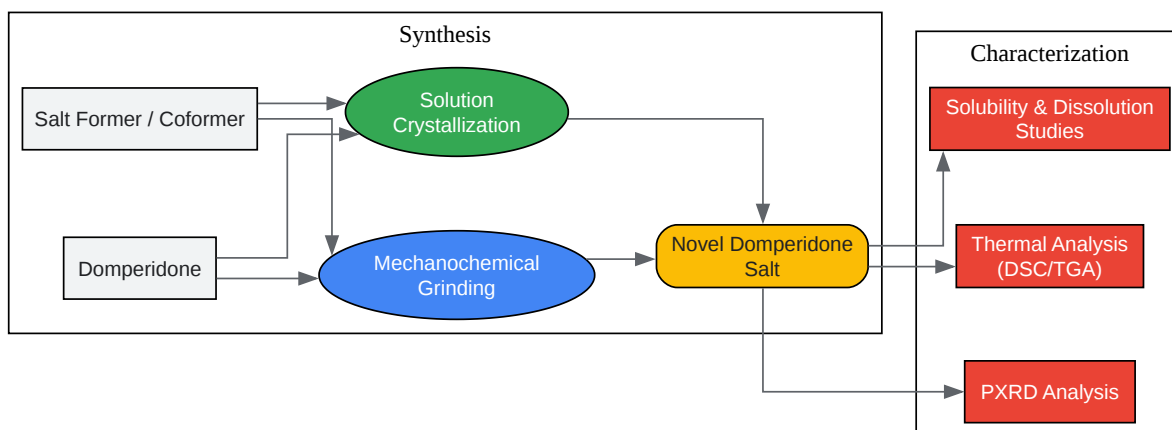 Synthesis
Salt Former / Coformer
Domperidone
Solution
Crystallization
Mechanochemical
Grinding
Novel Domperidone
Salt
Characterization
Solubility & Dissolution
Studies
Thermal Analysis
(DSC/TGA)
PXRD Analysis